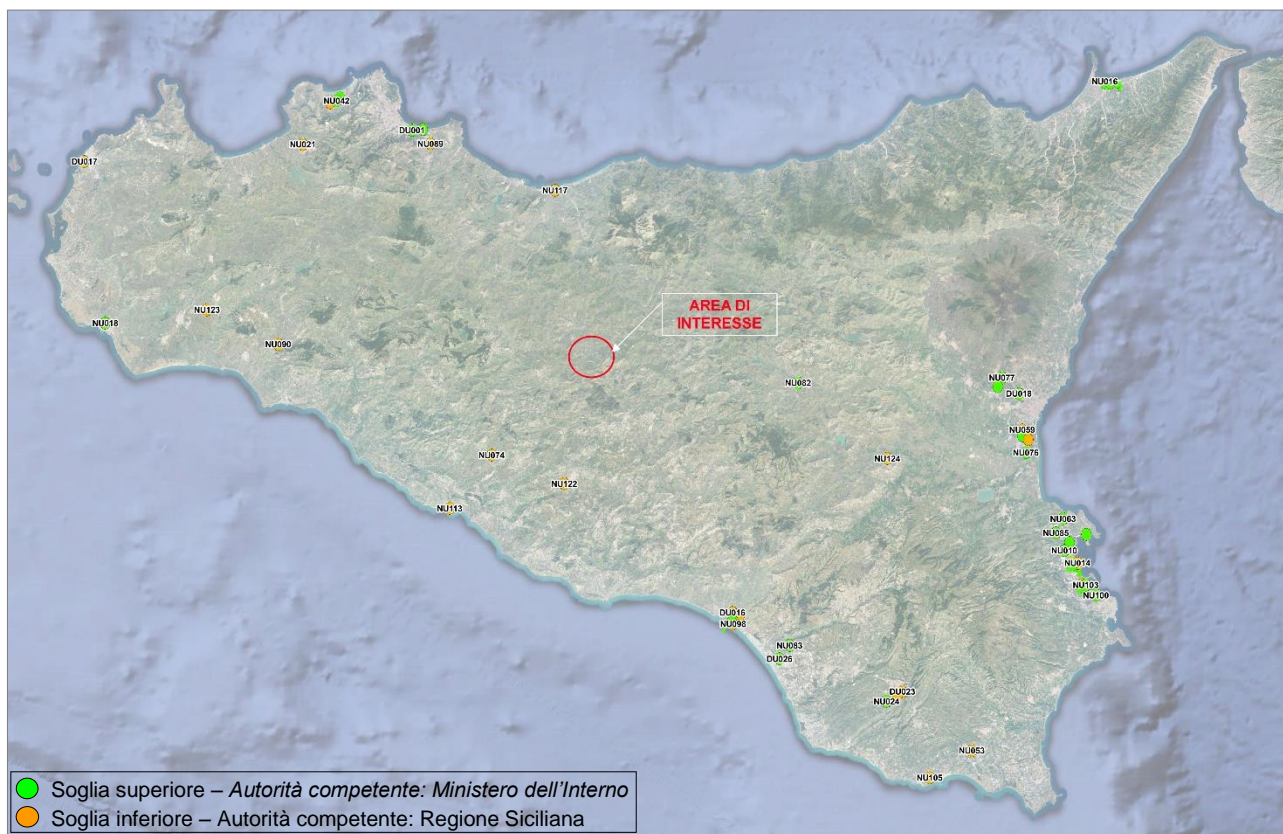 NU016
NU042
DU001
NU021
NU089
DU017
NU117
AREA DI
INTERESSE
NU123
NU018
NU090
NU077
NU082
DU018
NU059
NU074
NU076
NU124
NU122
NU113
NU063
NU085
NU010
NU014
NU103
NU100
DU016
NU098
NU083
DU026
DU023
NU024
NU053
NU105
Soglia superiore – Autorità competente: Ministero dell'Interno
Soglia inferiore – Autorità competente: Regione Siciliana